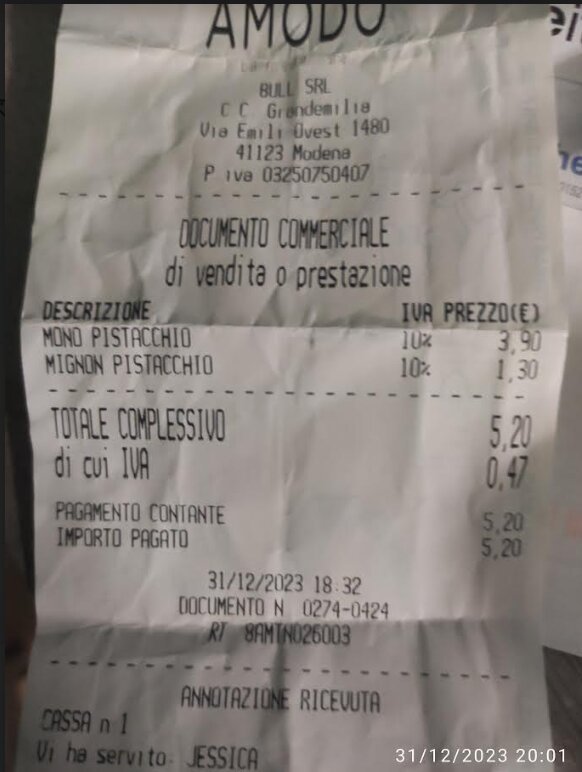 AMODO
BULL SRL
C C Grandemilia
Via Emili Ovest 1480
41123 Modena
P iva 03250750407
DOCUMENTO COMMERCIALE
di vendita o prestazione
DESCRIZIONE IVA PREZZO(€)
MONO PISTACCHIO 10% 3,90
MIGNON PISTACCHIO 10% 1,30
TOTALE COMPLESSIVO 5,20
di cui IVA 0,47
PAGAMENTO CONTANTE 5,20
IMPORTO PAGATO 5,20
31/12/2023 18:32
DOCUMENTO N 0274-0424
RT 8AMTN026003
ANNOTAZIONE RICEVUTA
CASSA n 1
Vi ha servito: JESSICA
31/12/2023 20:01